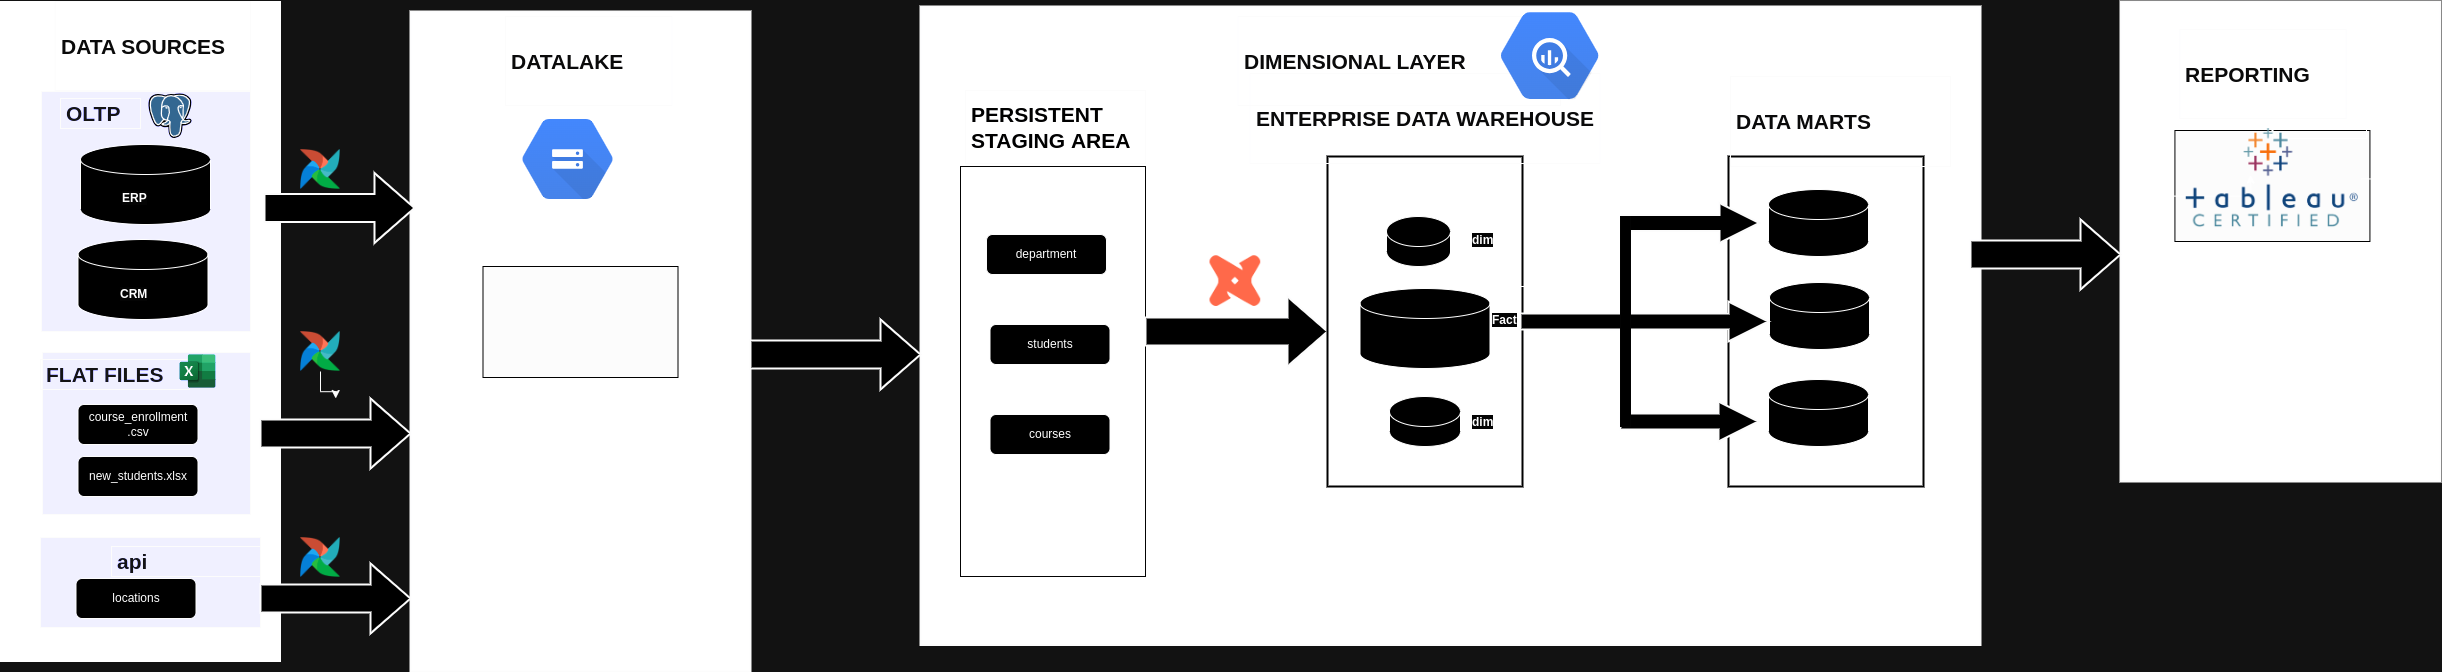 DATA SOURCES
OLTP
ERP
CRM
FLAT FILES
X
course_enrollment
.csv
new_students.xlsx
api
locations
DATALAKE
DIMENSIONAL LAYER
PERSISTENT
STAGING AREA
department
students
courses
ENTERPRISE DATA WAREHOUSE
dim
Fact
dim
DATA MARTS
REPORTING
+ableau®
CERTIFIED